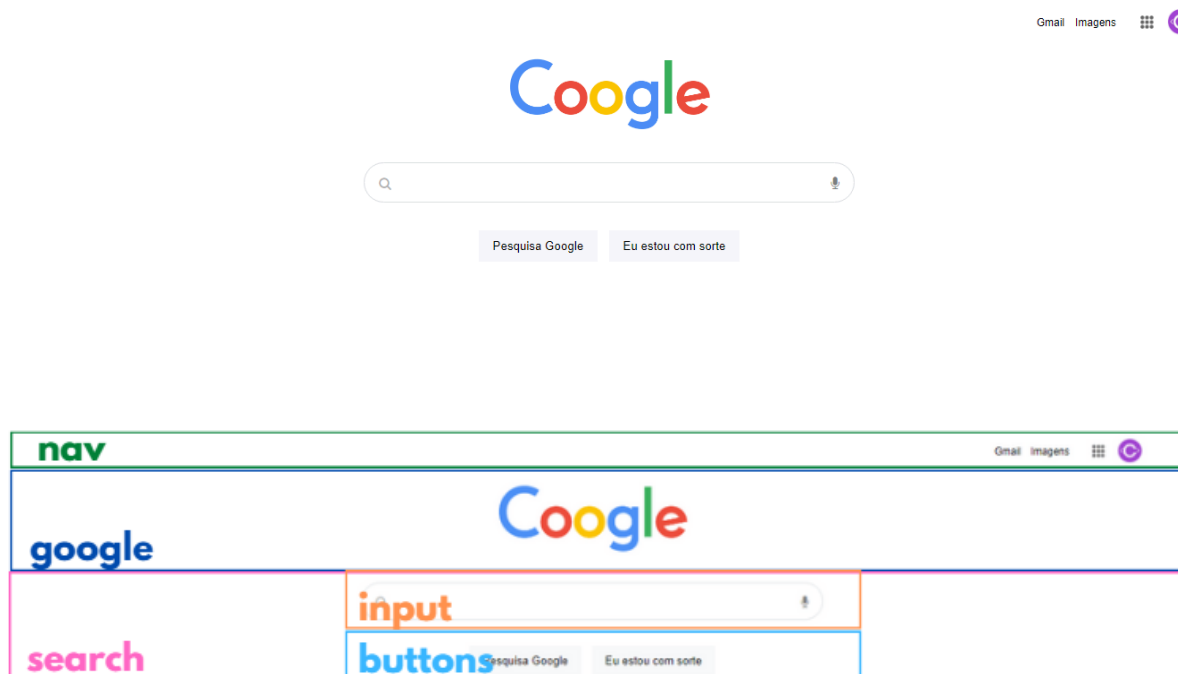 Gmail Imagens
Coogle
Pesquisa Google Eu estou com sorte
nav
Gmail Imagens
C
Coogle
google
input
search
buttons
esquisa Google Eu estou com sorte